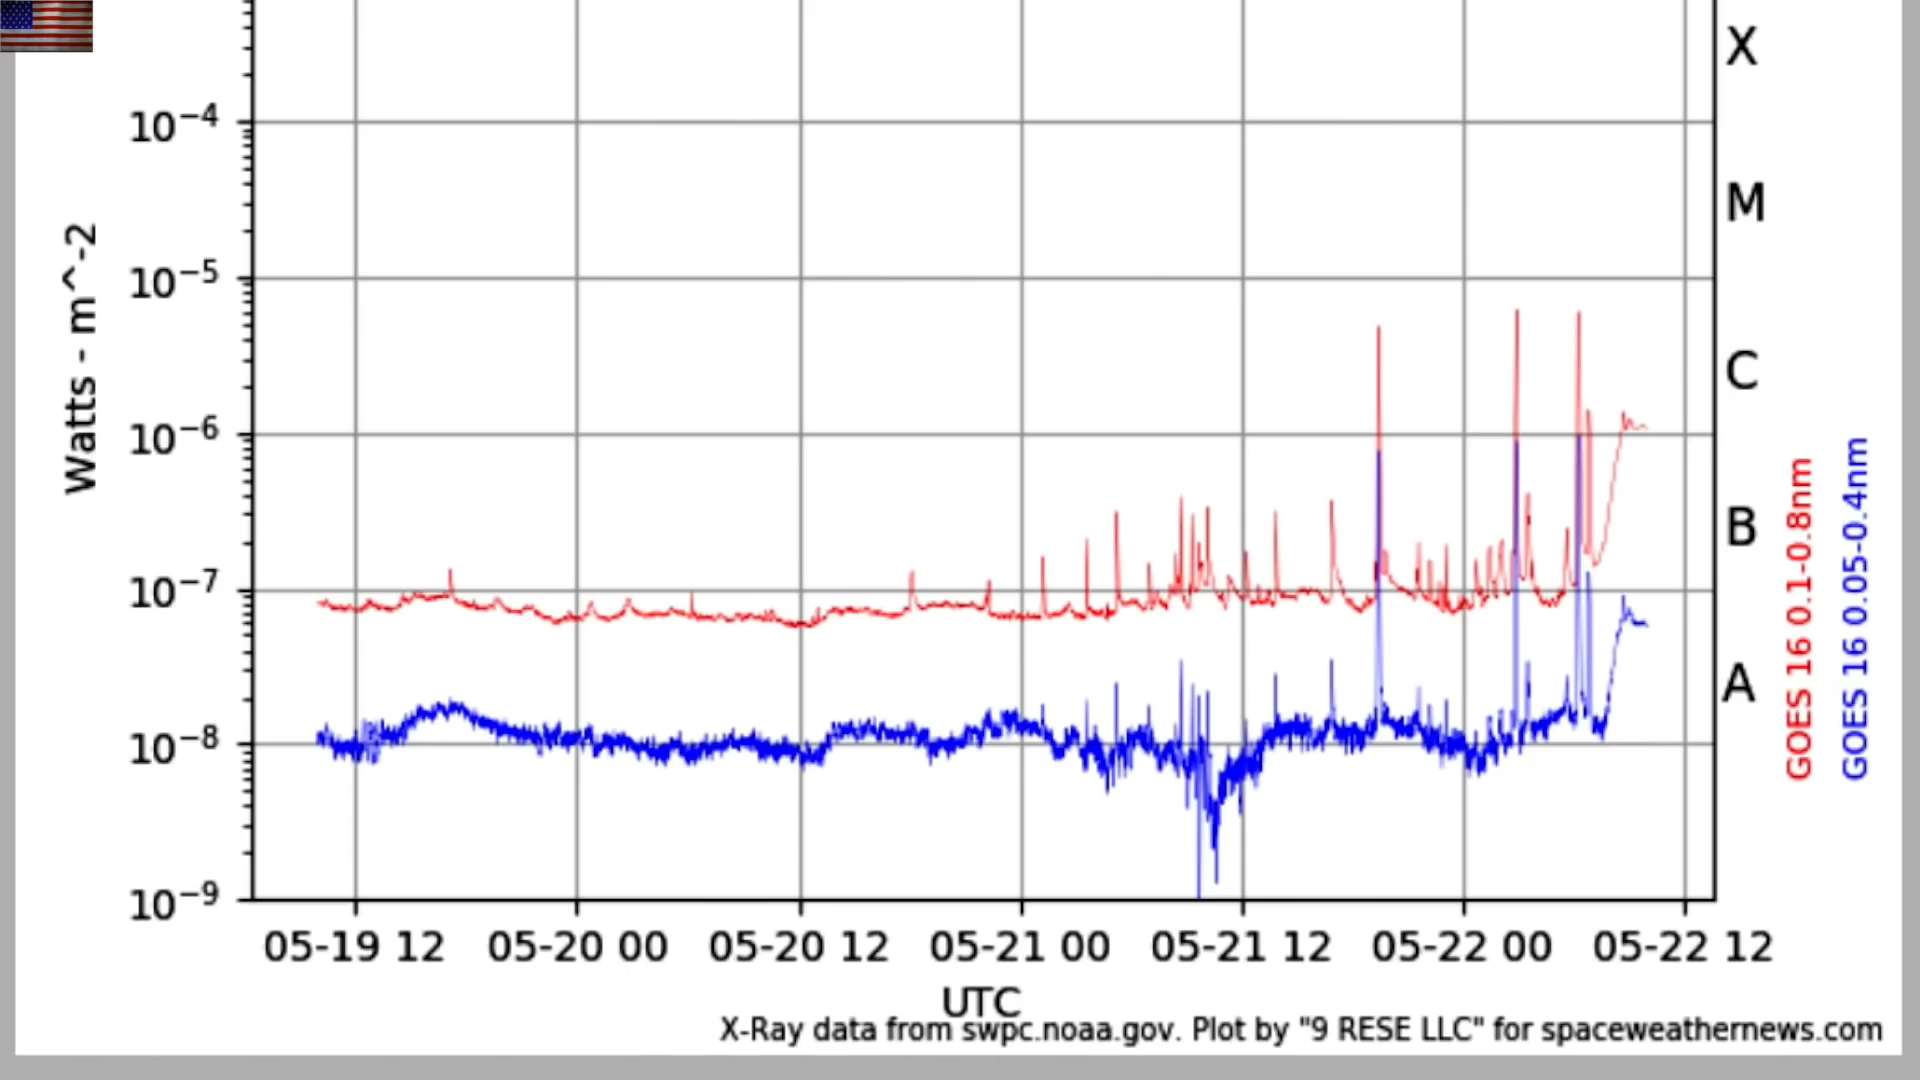 X
10⁻⁴
M
10⁻⁵
C
10⁻⁶
B
10⁻⁷
A
10⁻⁸
10⁻⁹
Watts - m^-2
GOES 16 0.1-0.8nm
GOES 16 0.05-0.4nm
05-19 12 05-20 00 05-20 12 05-21 00 05-21 12 05-22 00 05-22 12
UTC
X-Ray data from swpc.noaa.gov. Plot by "9 RESE LLC" for spaceweathernews.com